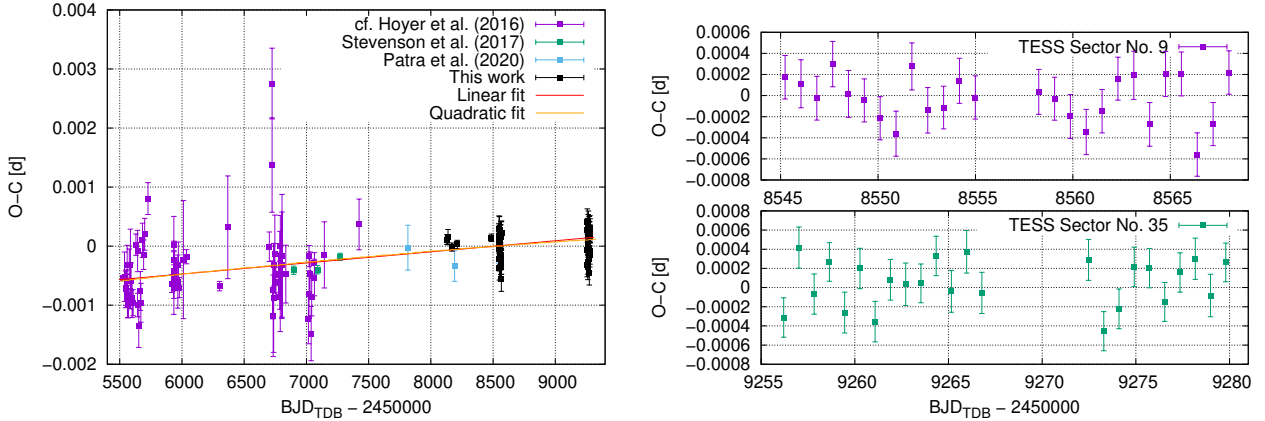 0.004
0.003
0.002
0.001
0
−0.001
−0.002
O−C [d]
cf. Hoyer et al. (2016)
Stevenson et al. (2017)
Patra et al. (2020)
This work
Linear fit
Quadratic fit
5500 6000 6500 7000 7500 8000 8500 9000
BJD_TDB − 2450000
0.0006
0.0004
0.0002
0
−0.0002
−0.0004
−0.0006
−0.0008
O−C [d]
TESS Sector No. 9
8545 8550 8555 8560 8565
0.0008
0.0006
0.0004
0.0002
0
−0.0002
−0.0004
−0.0006
−0.0008
O−C [d]
TESS Sector No. 35
9255 9260 9265 9270 9275 9280
BJD_TDB − 2450000